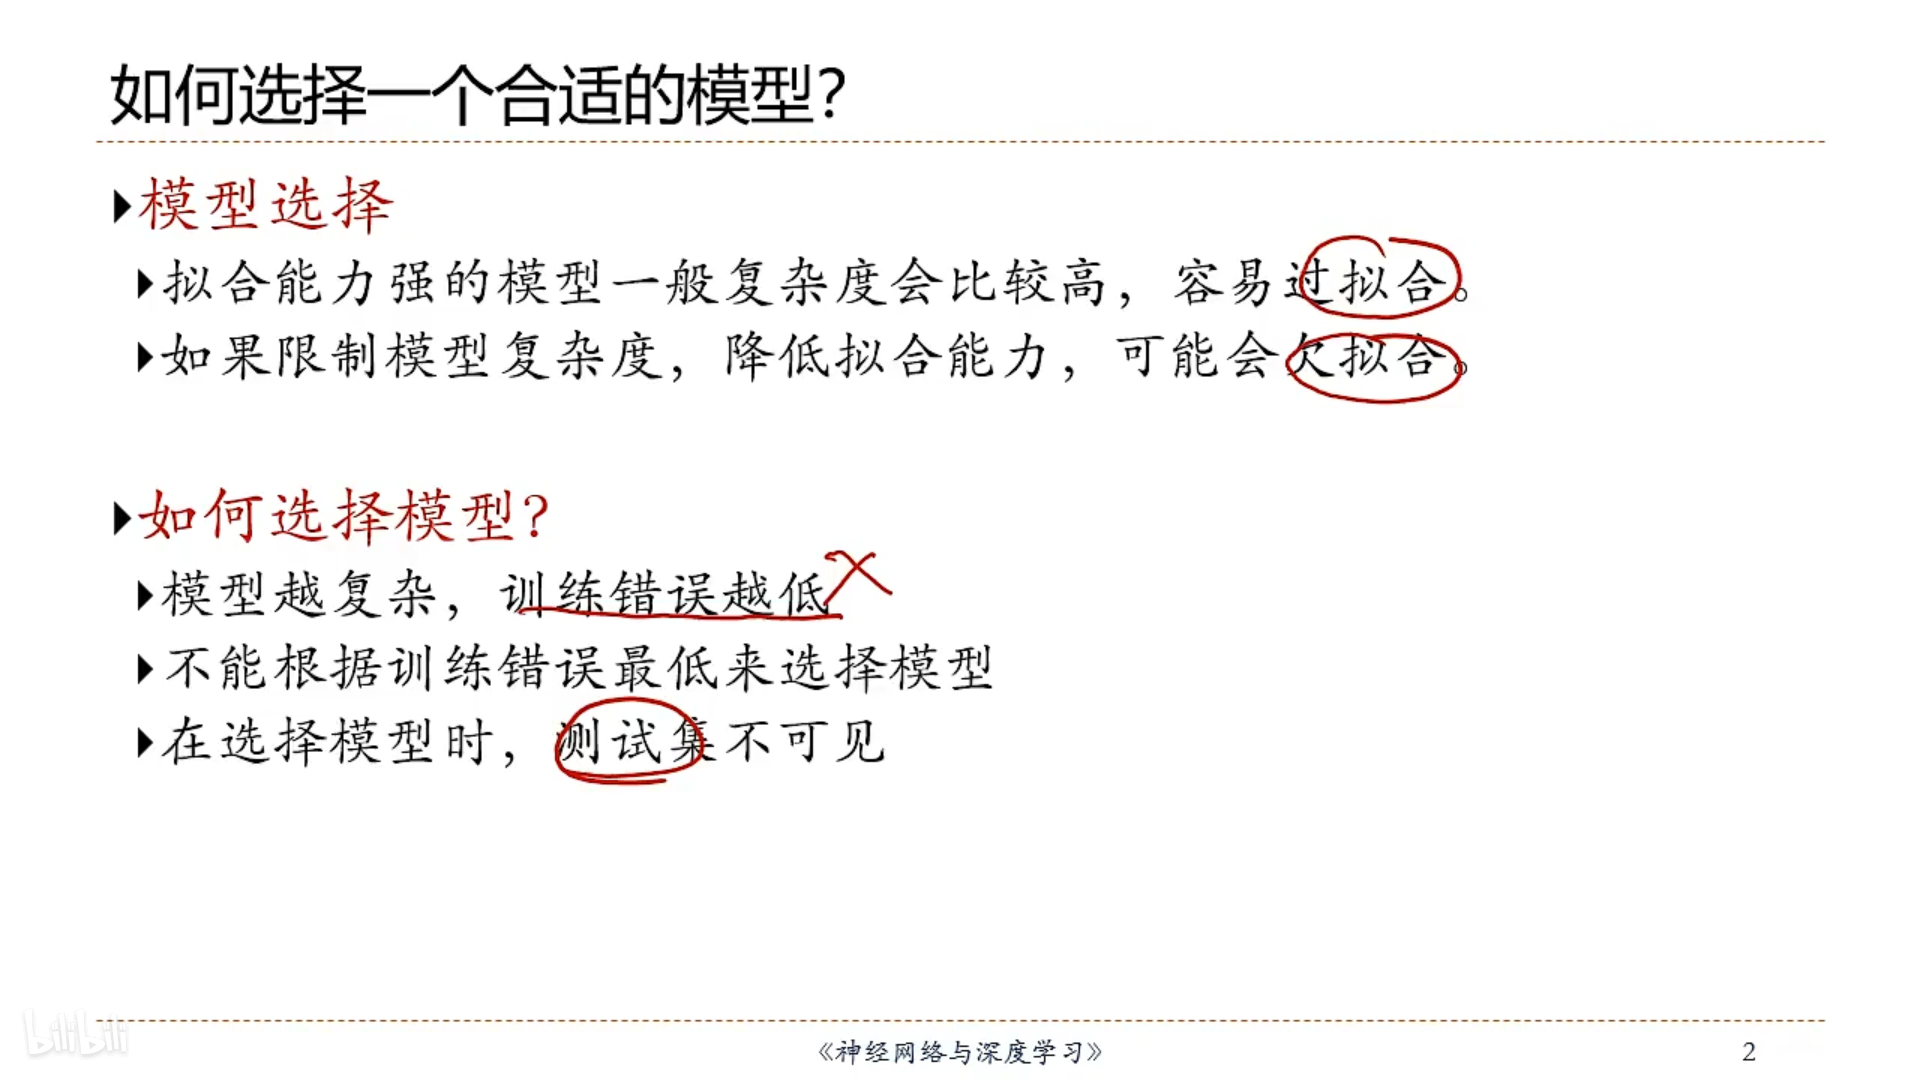 如何选择一个合适的模型？
模型选择
拟合能力强的模型一般复杂度会比较高，容易过拟合。
如果限制模型复杂度，降低拟合能力，可能会欠拟合。
如何选择模型？
模型越复杂，训练错误越低
不能根据训练错误最低来选择模型
在选择模型时，测试集不可见
bilibili
《神经网络与深度学习》
2